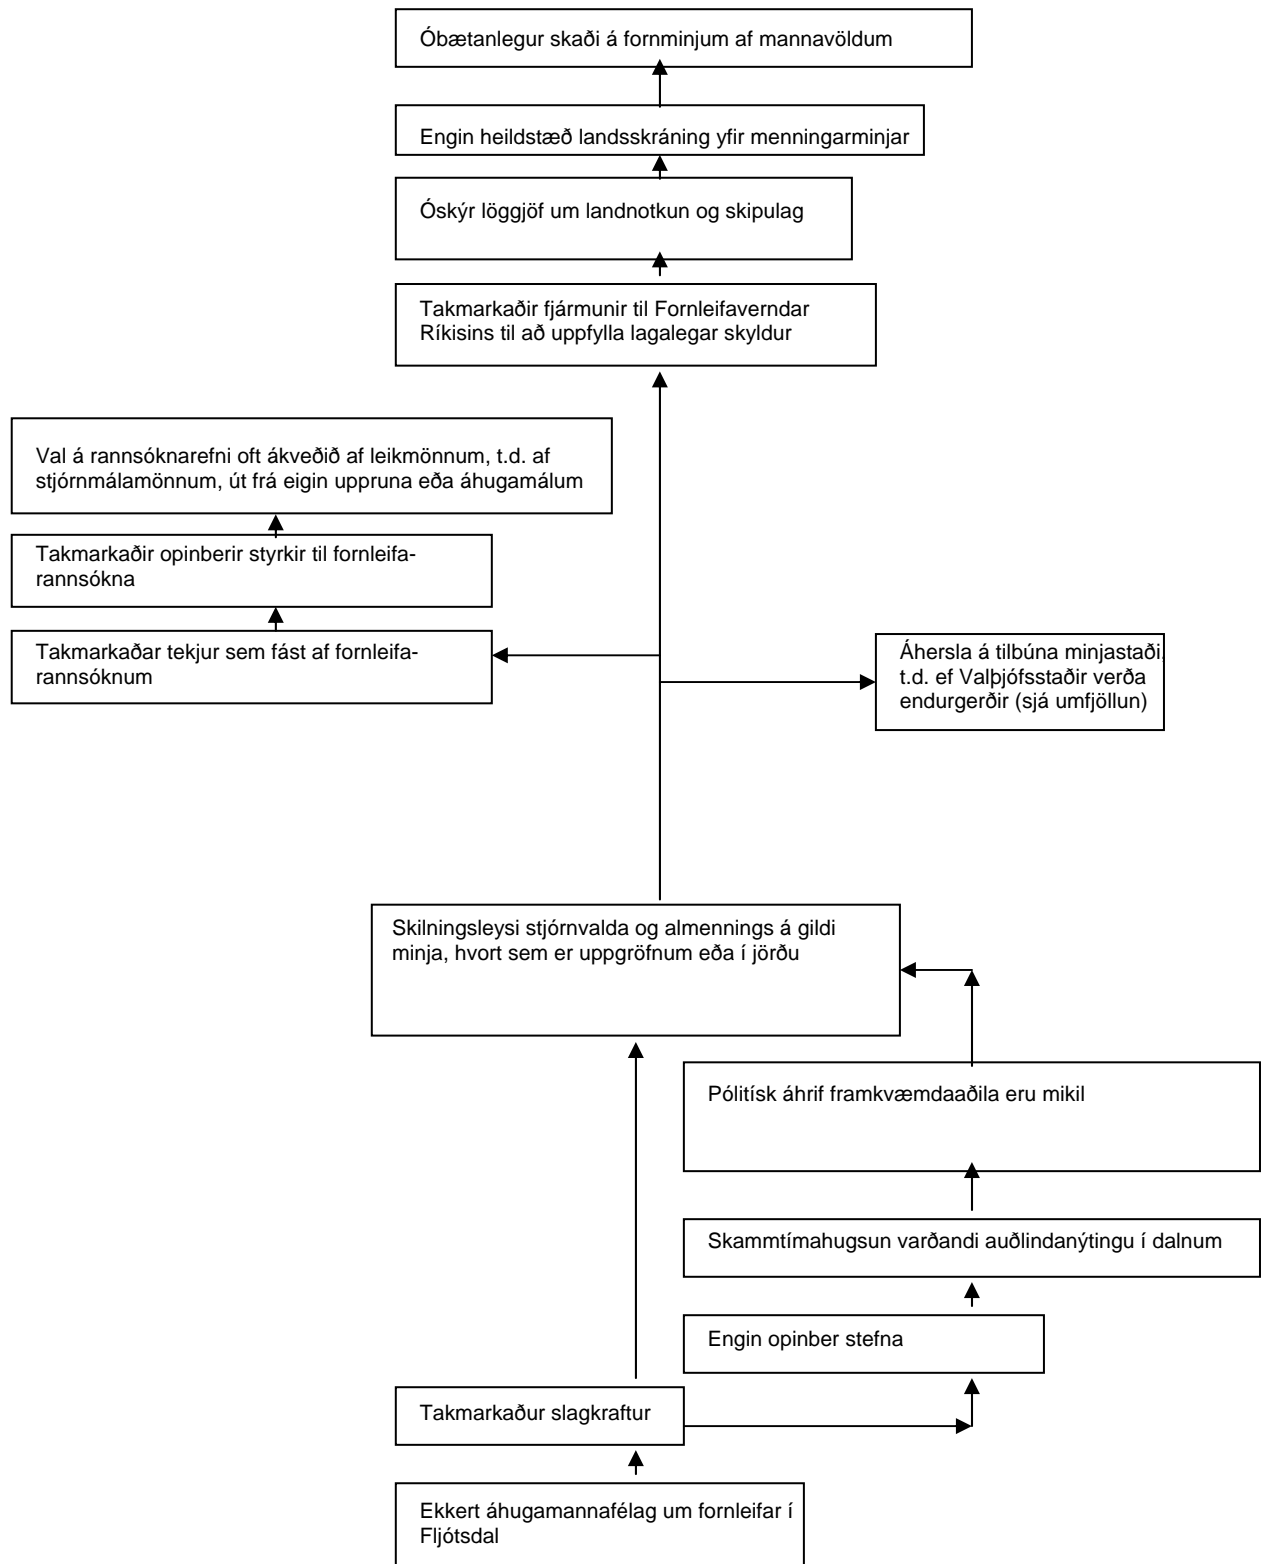 Óbætanlegur skaði á fornminjum af mannavöldum
Engin heildstæð landsskráning yfir menningarminjar
Óskýr löggjöf um landnotkun og skipulag
Takmarkaðir fjármunir til Fornleifaverndar
Ríkisins til að uppfylla lagalegar skyldur
Val á rannsóknarefni oft ákveðið af leikmönnum, t.d. af
stjórnmálamönnum, út frá eigin uppruna eða áhugamálum
Takmarkaðir opinberir styrkir til fornleifa-
rannsókna
Takmarkaðar tekjur sem fást af fornleifa-
rannsóknum
Áhersla á tilbúna minjastaði,
t.d. ef Valþjófsstaðir verða
endurgerðir (sjá umfjöllun)
Skilningsleysi stjórnvalda og almennings á gildi
minja, hvort sem er uppgröfnum eða í jörðu
Pólitísk áhrif framkvæmdaaðila eru mikil
Skammtímahugsun varðandi auðlindanýtingu í dalnum
Engin opinber stefna
Takmarkaður slagkraftur
Ekkert áhugamannafélag um fornleifar í
Fljótsdal